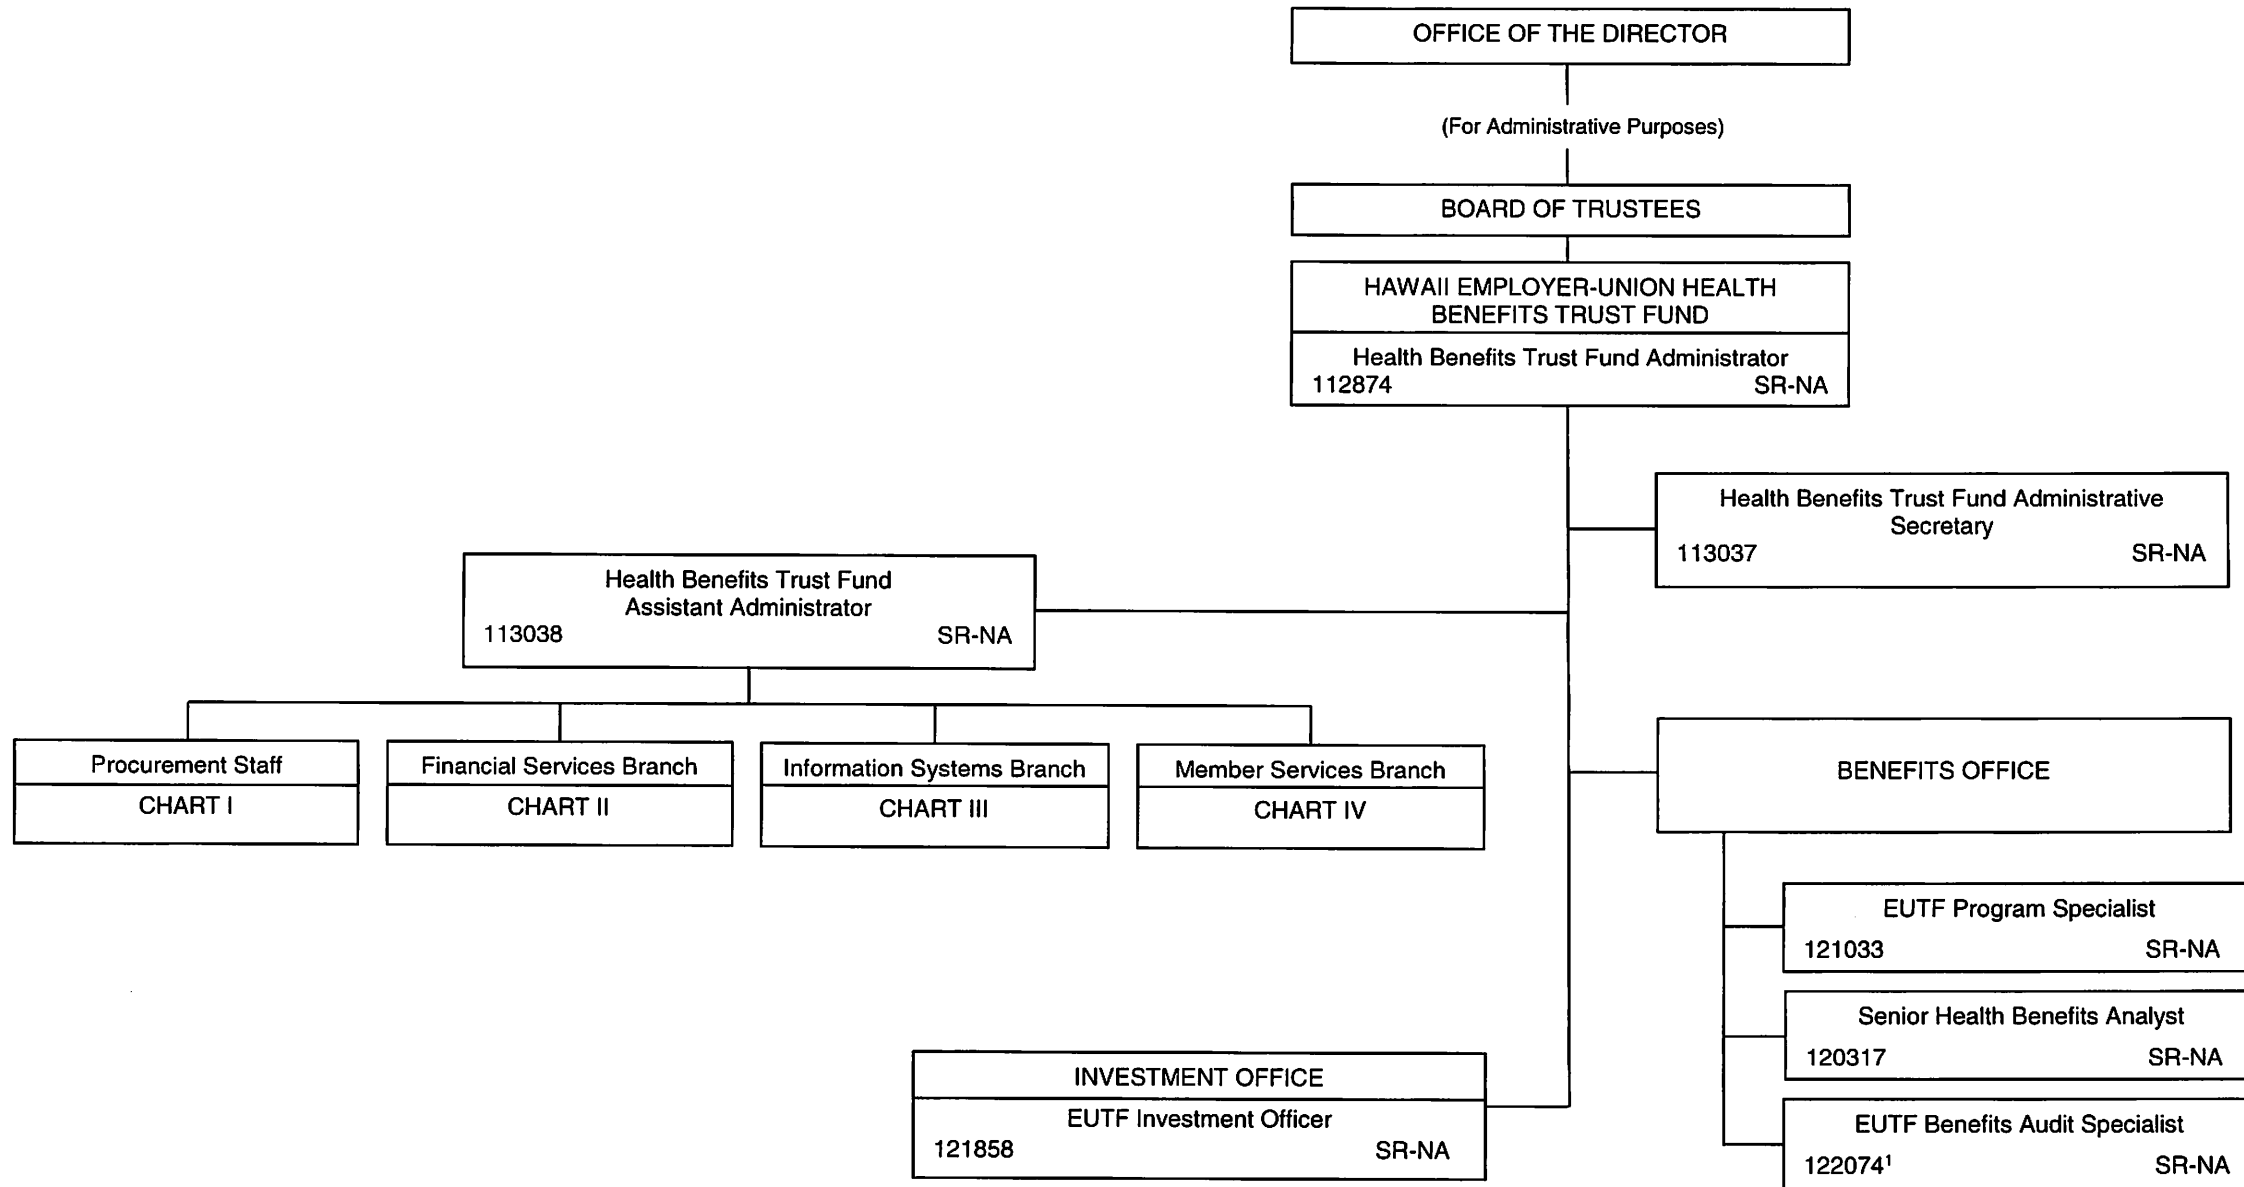 OFFICE OF THE DIRECTOR
(For Administrative Purposes)
BOARD OF TRUSTEES
HAWAII EMPLOYER-UNION HEALTH
BENEFITS TRUST FUND
Health Benefits Trust Fund Administrator
112874 SR-NA
Health Benefits Trust Fund Administrative
Secretary
113037 SR-NA
Health Benefits Trust Fund
Assistant Administrator
113038 SR-NA
Procurement Staff
CHART I
Financial Services Branch
CHART II
Information Systems Branch
CHART III
Member Services Branch
CHART IV
BENEFITS OFFICE
EUTF Program Specialist
121033 SR-NA
Senior Health Benefits Analyst
120317 SR-NA
EUTF Benefits Audit Specialist
122074¹ SR-NA
INVESTMENT OFFICE
EUTF Investment Officer
121858 SR-NA